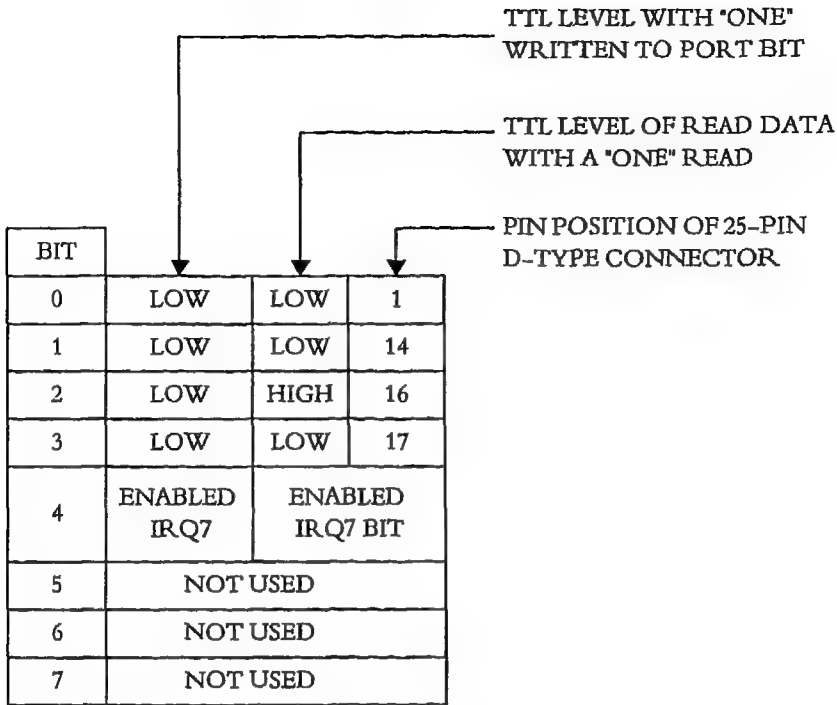 TTL LEVEL WITH "ONE"
WRITTEN TO PORT BIT
TTL LEVEL OF READ DATA
WITH A "ONE" READ
PIN POSITION OF 25-PIN
D-TYPE CONNECTOR
BIT
0 LOW LOW 1
1 LOW LOW 14
2 LOW HIGH 16
3 LOW LOW 17
4 ENABLED IRQ7 ENABLED IRQ7 BIT
5 NOT USED
6 NOT USED
7 NOT USED